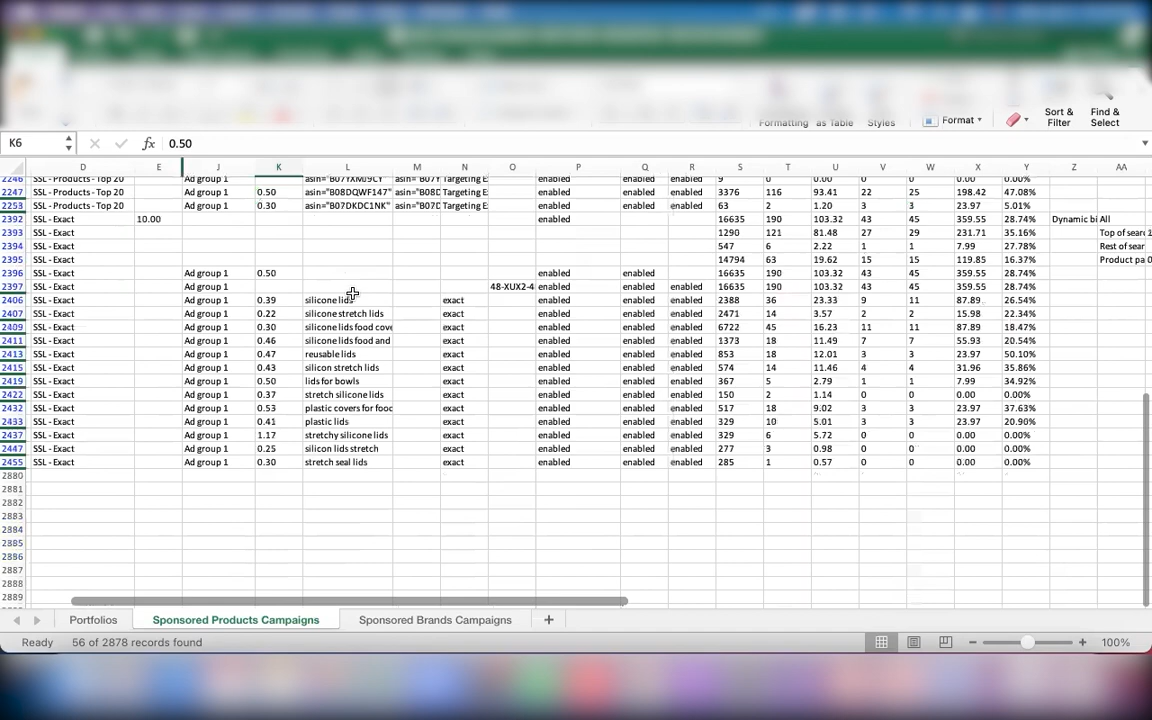 Format
Sort &
Filter
Find &
Select
Formatting as Table Styles
K6 fx 0.50
D E J K L M N O P Q R S T U V W X Y Z AA
2246 SSL - Products - Top 20 Ad group 1 asin="B07YXMJ9CY" enabled enabled enabled 9 0 0.00 0 0 0.00 0.00%
2247 SSL - Products - Top 20 Ad group 1 0.50 asin="B08DQWF147" asin="B08D Targeting E: enabled enabled enabled 3376 116 93.41 22 25 198.42 47.08%
2253 SSL - Products - Top 20 Ad group 1 0.30 asin="B07DKDC1NK" asin="B07D Targeting E: enabled enabled enabled 63 2 1.20 3 3 23.97 5.01%
2392 SSL - Exact 10.00 enabled 16635 190 103.32 43 45 359.55 28.74% Dynamic bi All
2393 SSL - Exact 1290 121 81.48 27 29 231.71 35.16% Top of sear 1
2394 SSL - Exact 547 6 2.22 1 1 7.99 27.78% Rest of sear
2395 SSL - Exact 14794 63 19.62 15 15 119.85 16.37% Product pa 0
2396 SSL - Exact Ad group 1 0.50 enabled enabled 16635 190 103.32 43 45 359.55 28.74%
2397 SSL - Exact Ad group 1 48-XUX2-4 enabled enabled enabled 16635 190 103.32 43 45 359.55 28.74%
2406 SSL - Exact Ad group 1 0.39 silicone lids exact enabled enabled enabled 2388 36 23.33 9 11 87.89 26.54%
2407 SSL - Exact Ad group 1 0.22 silicone stretch lids exact enabled enabled enabled 2471 14 3.57 2 2 15.98 22.34%
2409 SSL - Exact Ad group 1 0.30 silicone lids food cove exact enabled enabled enabled 6722 45 16.23 11 11 87.89 18.47%
2411 SSL - Exact Ad group 1 0.46 silicone lids food and exact enabled enabled enabled 1373 18 11.49 7 7 55.93 20.54%
2413 SSL - Exact Ad group 1 0.47 reusable lids exact enabled enabled enabled 853 18 12.01 3 3 23.97 50.10%
2415 SSL - Exact Ad group 1 0.43 silicon stretch lids exact enabled enabled enabled 574 14 11.46 4 4 31.96 35.86%
2419 SSL - Exact Ad group 1 0.50 lids for bowls exact enabled enabled enabled 367 5 2.79 1 1 7.99 34.92%
2422 SSL - Exact Ad group 1 0.37 stretch silicone lids exact enabled enabled enabled 150 2 1.14 0 0 0.00 0.00%
2432 SSL - Exact Ad group 1 0.53 plastic covers for food exact enabled enabled enabled 517 18 9.02 3 3 23.97 37.63%
2433 SSL - Exact Ad group 1 0.41 plastic lids exact enabled enabled enabled 329 10 5.01 3 3 23.97 20.90%
2437 SSL - Exact Ad group 1 1.17 stretchy silicone lids exact enabled enabled enabled 329 6 5.72 0 0 0.00 0.00%
2447 SSL - Exact Ad group 1 0.25 silicon lids stretch exact enabled enabled enabled 277 3 0.98 0 0 0.00 0.00%
2455 SSL - Exact Ad group 1 0.30 stretch seal lids exact enabled enabled enabled 285 1 0.57 0 0 0.00 0.00%
2880
2881
2882
2883
2884
2885
2886
2887
2888
2889
Portfolios Sponsored Products Campaigns Sponsored Brands Campaigns +
Ready 56 of 2878 records found 100%